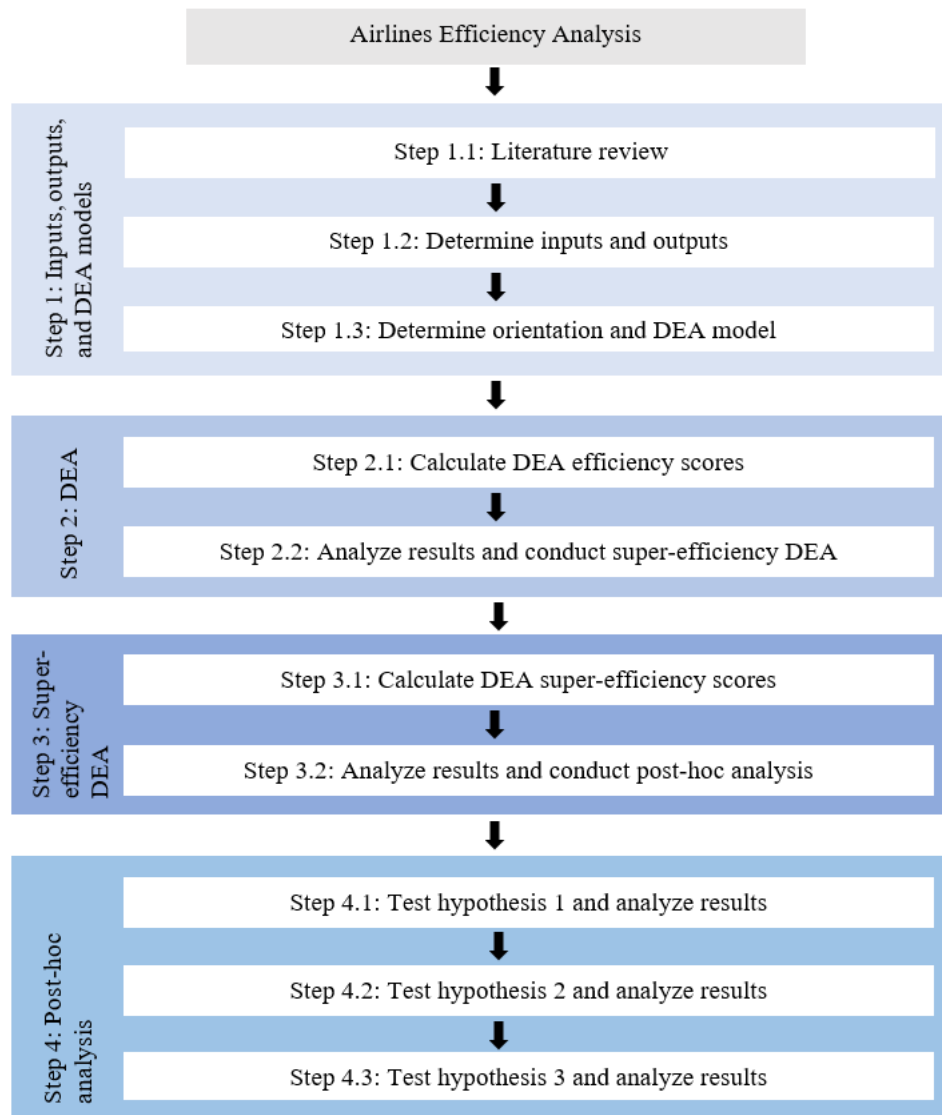 Airlines Efficiency Analysis
Step 1: Inputs, outputs,
and DEA models
Step 1.1: Literature review
Step 1.2: Determine inputs and outputs
Step 1.3: Determine orientation and DEA model
Step 2: DEA
Step 2.1: Calculate DEA efficiency scores
Step 2.2: Analyze results and conduct super-efficiency DEA
Step 3: Super-
efficiency
DEA
Step 3.1: Calculate DEA super-efficiency scores
Step 3.2: Analyze results and conduct post-hoc analysis
Step 4: Post-hoc
analysis
Step 4.1: Test hypothesis 1 and analyze results
Step 4.2: Test hypothesis 2 and analyze results
Step 4.3: Test hypothesis 3 and analyze results